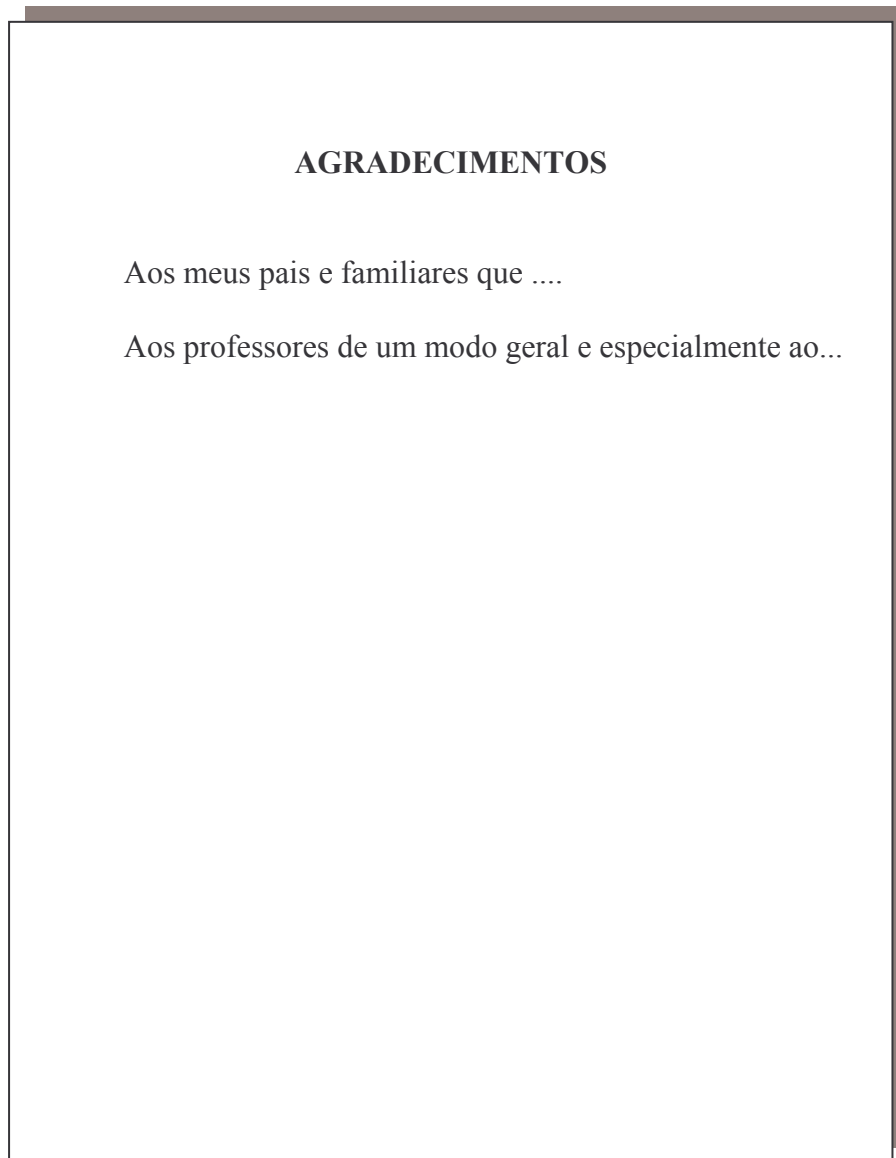 AGRADECIMENTOS
Aos meus pais e familiares que ....
Aos professores de um modo geral e especialmente ao...